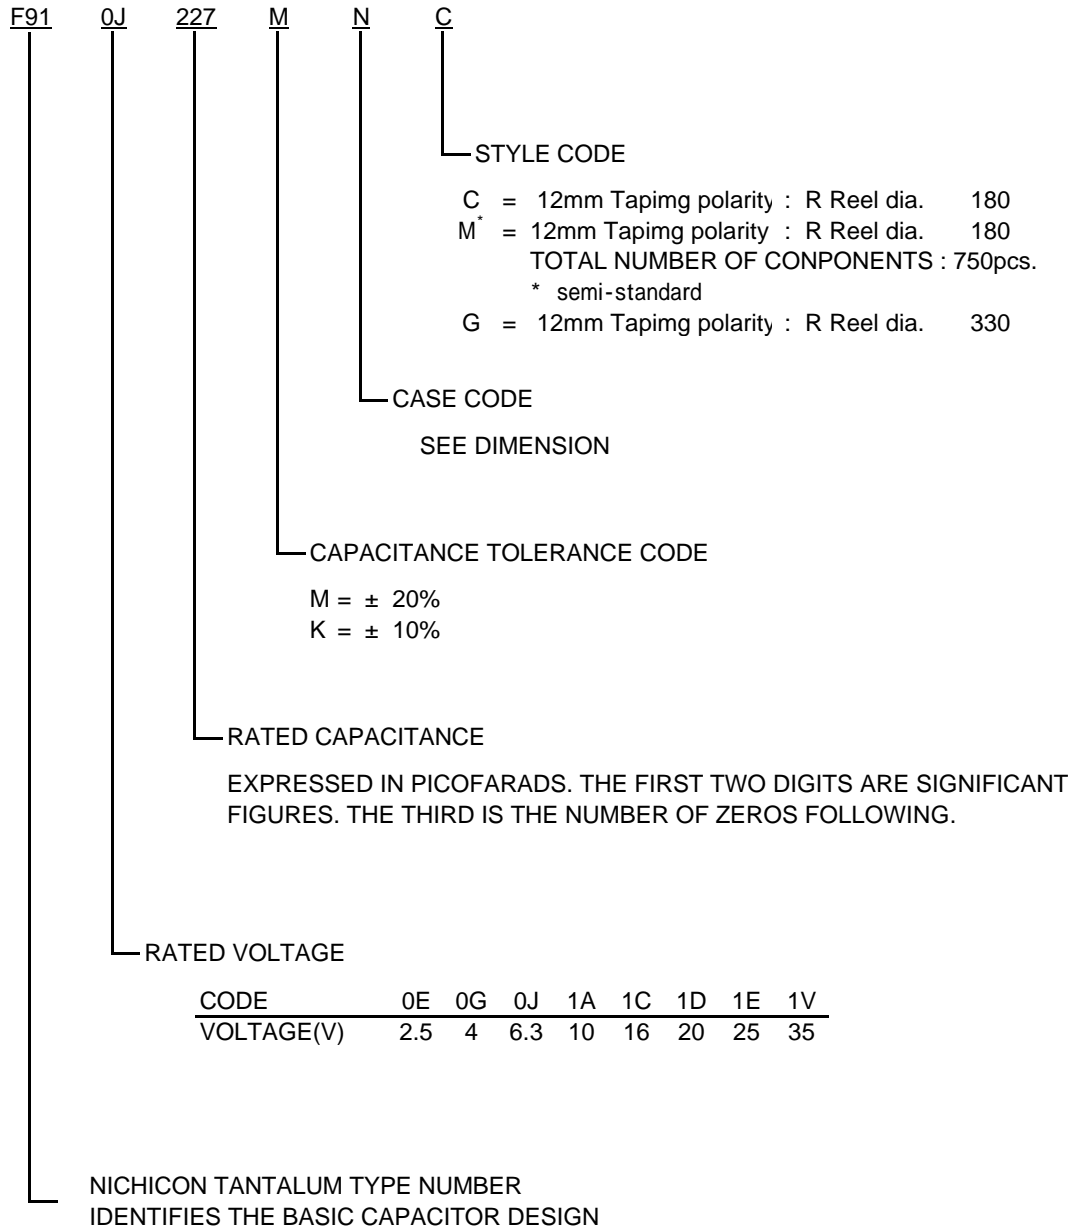 F91 0J 227 M N C
STYLE CODE
C = 12mm Tapimg polarity : R Reel dia. 180
M* = 12mm Tapimg polarity : R Reel dia. 180
TOTAL NUMBER OF CONPONENTS : 750pcs.
* semi-standard
G = 12mm Tapimg polarity : R Reel dia. 330
CASE CODE
SEE DIMENSION
CAPACITANCE TOLERANCE CODE
M = ± 20%
K = ± 10%
RATED CAPACITANCE
EXPRESSED IN PICOFARADS. THE FIRST TWO DIGITS ARE SIGNIFICANT
FIGURES. THE THIRD IS THE NUMBER OF ZEROS FOLLOWING.
RATED VOLTAGE
CODE 0E 0G 0J 1A 1C 1D 1E 1V
VOLTAGE(V) 2.5 4 6.3 10 16 20 25 35
NICHICON TANTALUM TYPE NUMBER
IDENTIFIES THE BASIC CAPACITOR DESIGN